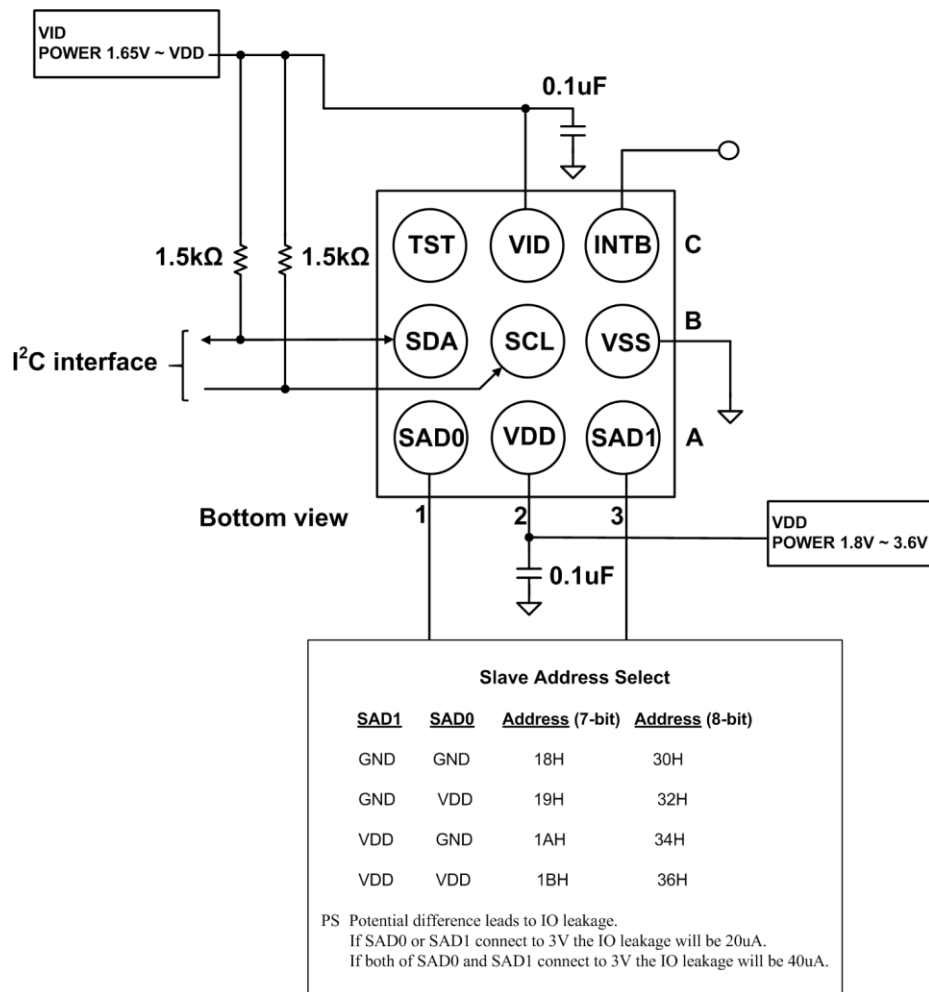 VID
POWER 1.65V ~ VDD
0.1uF
TST VID INTB C
1.5kΩ 1.5kΩ
SDA SCL VSS B
I²C interface
SAD0 VDD SAD1 A
Bottom view 1 2 3
VDD
POWER 1.8V ~ 3.6V
0.1uF
Slave Address Select
SAD1 SAD0 Address (7-bit) Address (8-bit)
GND GND 18H 30H
GND VDD 19H 32H
VDD GND 1AH 34H
VDD VDD 1BH 36H
PS Potential difference leads to IO leakage.
If SAD0 or SAD1 connect to 3V the IO leakage will be 20uA.
If both of SAD0 and SAD1 connect to 3V the IO leakage will be 40uA.